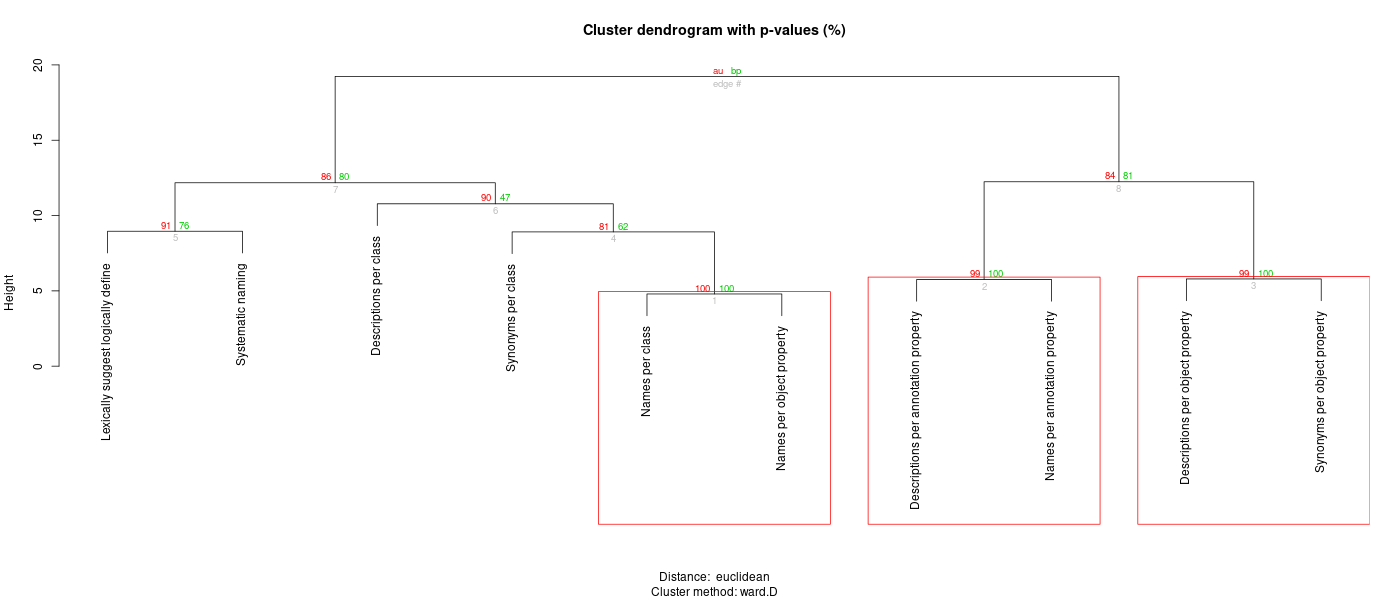 Cluster dendrogram with p-values (%)
Height
20
15
10
5
0
au bp
edge #
86 80
7
84 81
8
90 47
6
91 76
5
81 62
4
100 100
1
99 100
2
99 100
3
Lexically suggest logically define
Systematic naming
Descriptions per class
Synonyms per class
Names per class
Names per object property
Descriptions per annotation property
Names per annotation property
Descriptions per object property
Synonyms per object property
Distance: euclidean
Cluster method: ward.D